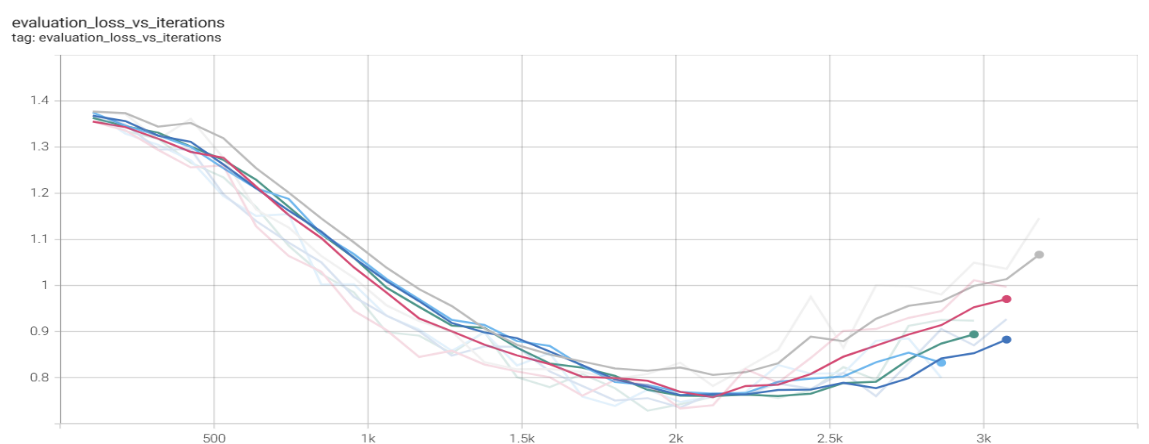 evaluation_loss_vs_iterations
tag: evaluation_loss_vs_iterations
1.4
1.3
1.2
1.1
1
0.9
0.8
500 1k 1.5k 2k 2.5k 3k